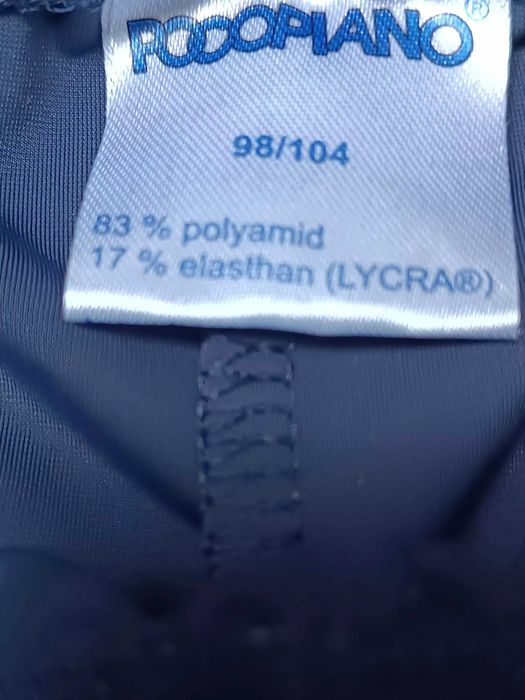 POCOPIANO®
98/104
83 % polyamid
17 % elasthan (LYCRA®)